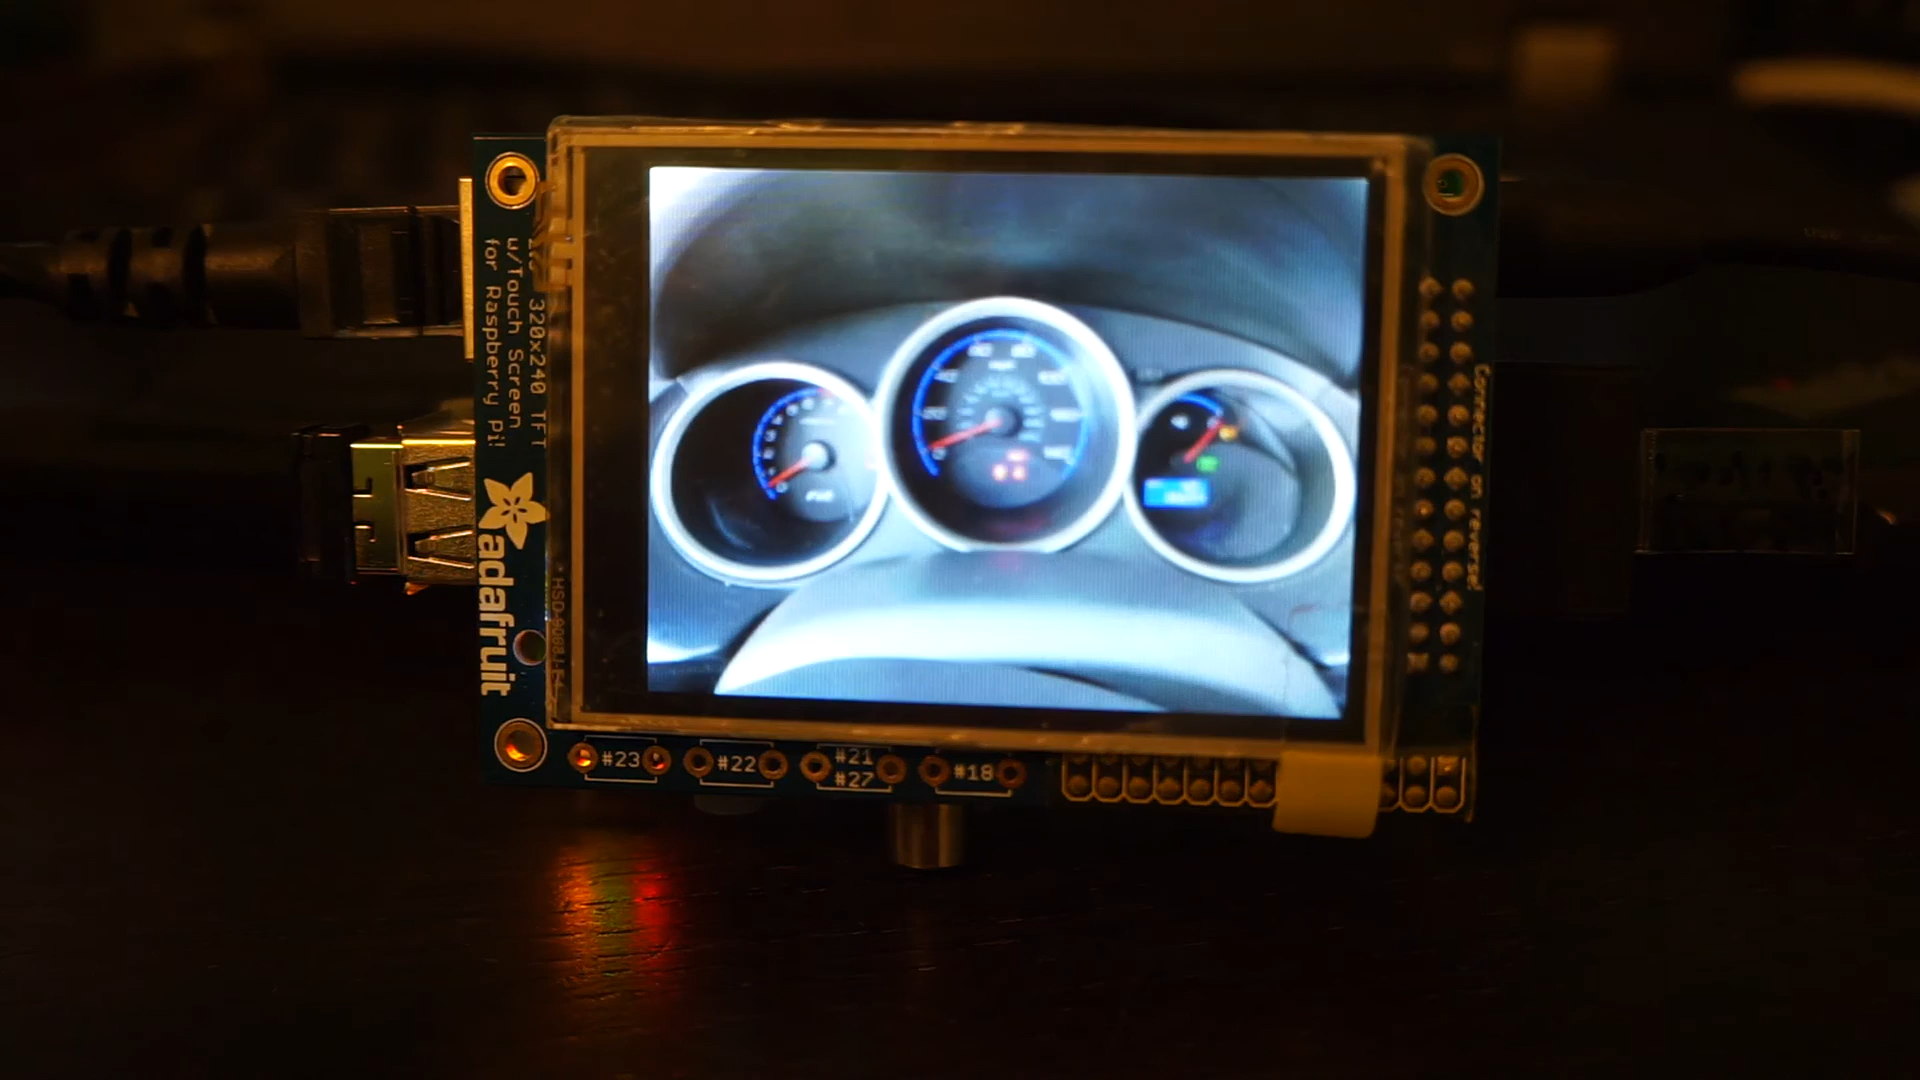 320x240 TFT
w/Touch Screen
for Raspberry Pi!
adafruit
Connector on reverse!
#23
#22
#21
#27
#18